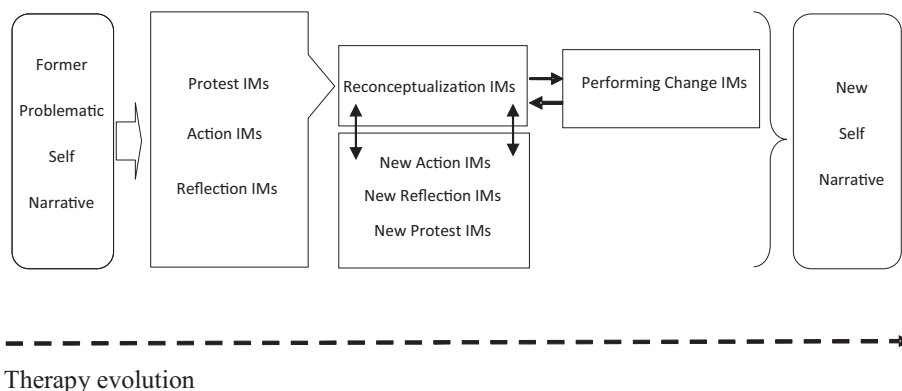 Former
Problematic
Self
Narrative
Protest IMs
Action IMs
Reflection IMs
Reconceptualization IMs
New Action IMs
New Reflection IMs
New Protest IMs
Performing Change IMs
New
Self
Narrative
Therapy evolution